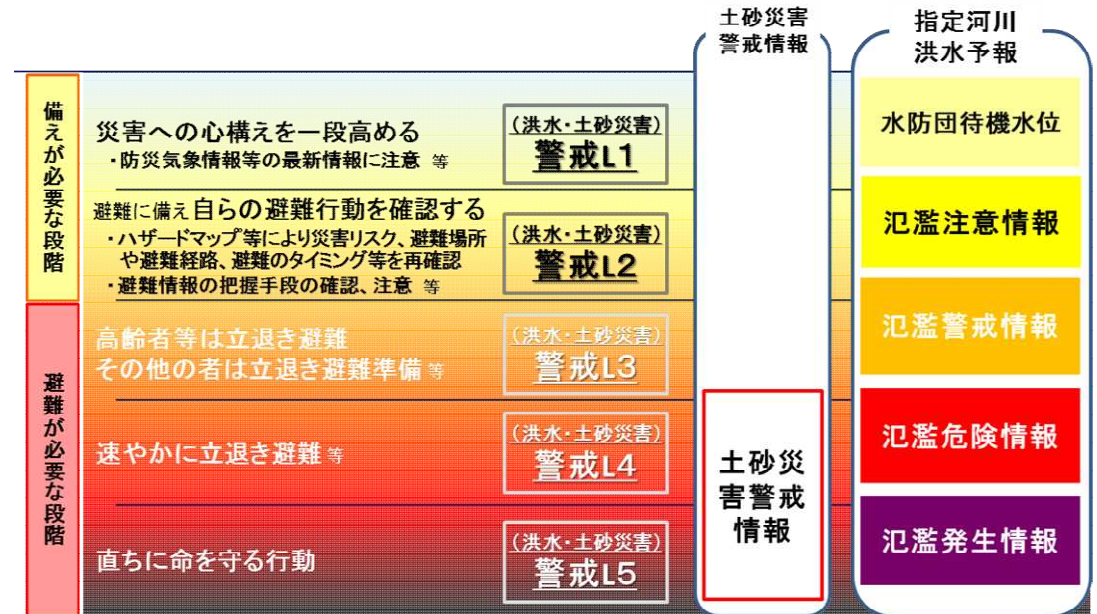 土砂災害
警戒情報
指定河川
洪水予報
備えが必要な段階
災害への心構えを一段高める
・防災気象情報等の最新情報に注意 等
(洪水・土砂災害)
警戒L1
水防団待機水位
避難に備え自らの避難行動を確認する
・ハザードマップ等により災害リスク、避難場所
や避難経路、避難のタイミング等を再確認
・避難情報の把握手段の確認、注意 等
(洪水・土砂災害)
警戒L2
氾濫注意情報
避難が必要な段階
高齢者等は立退き避難
その他の者は立退き避難準備 等
(洪水・土砂災害)
警戒L3
氾濫警戒情報
速やかに立退き避難 等
(洪水・土砂災害)
警戒L4
氾濫危険情報
土砂災
害警戒
情報
直ちに命を守る行動
(洪水・土砂災害)
警戒L5
氾濫発生情報